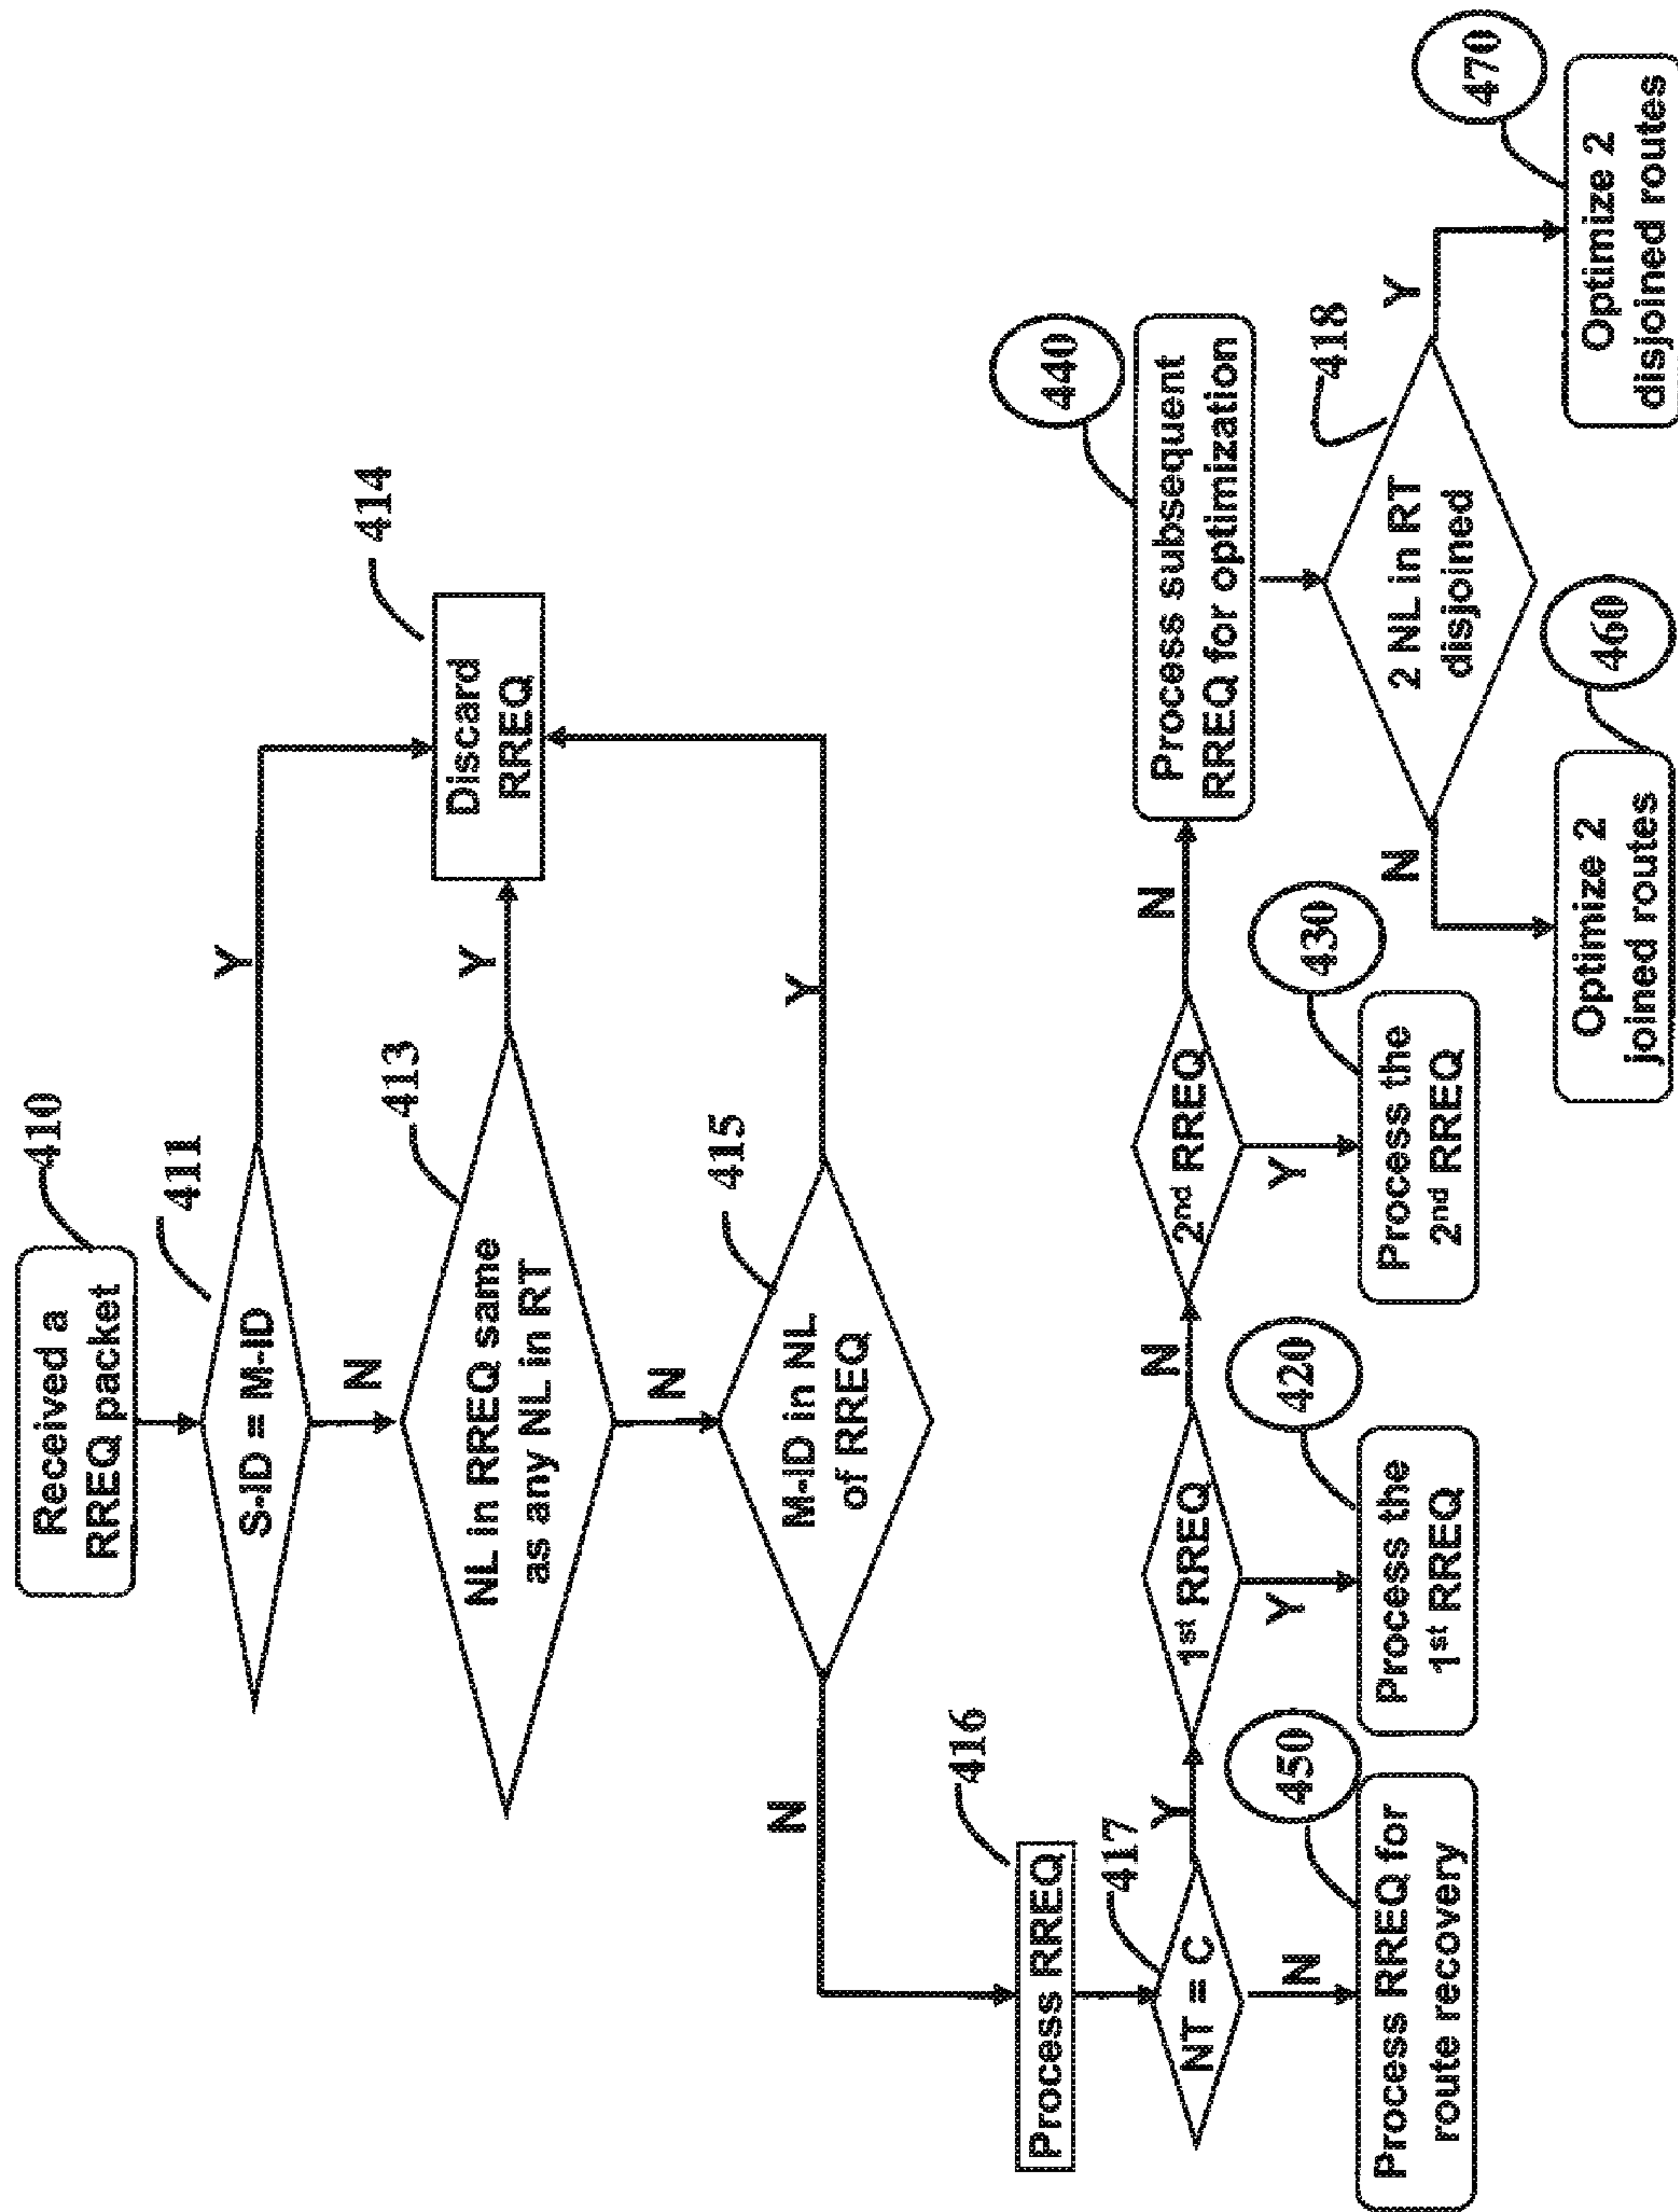 Received a
RREQ packet
410
S-ID = M-ID
411
Y
N
NL in RREQ same
as any NL in RT
413
Y
Discard
RREQ
414
N
M-ID in NL
of RREQ
415
Y
N
Process RREQ
416
NT = C
417
Y
1st RREQ
N
2nd RREQ
N
Process subsequent
RREQ for optimization
440
N
Process RREQ for
route recovery
450
Y
Process the
1st RREQ
420
Y
Process the
2nd RREQ
430
2 NL in RT
disjoined
418
N
Y
Optimize 2
joined routes
460
Optimize 2
disjoined routes
470